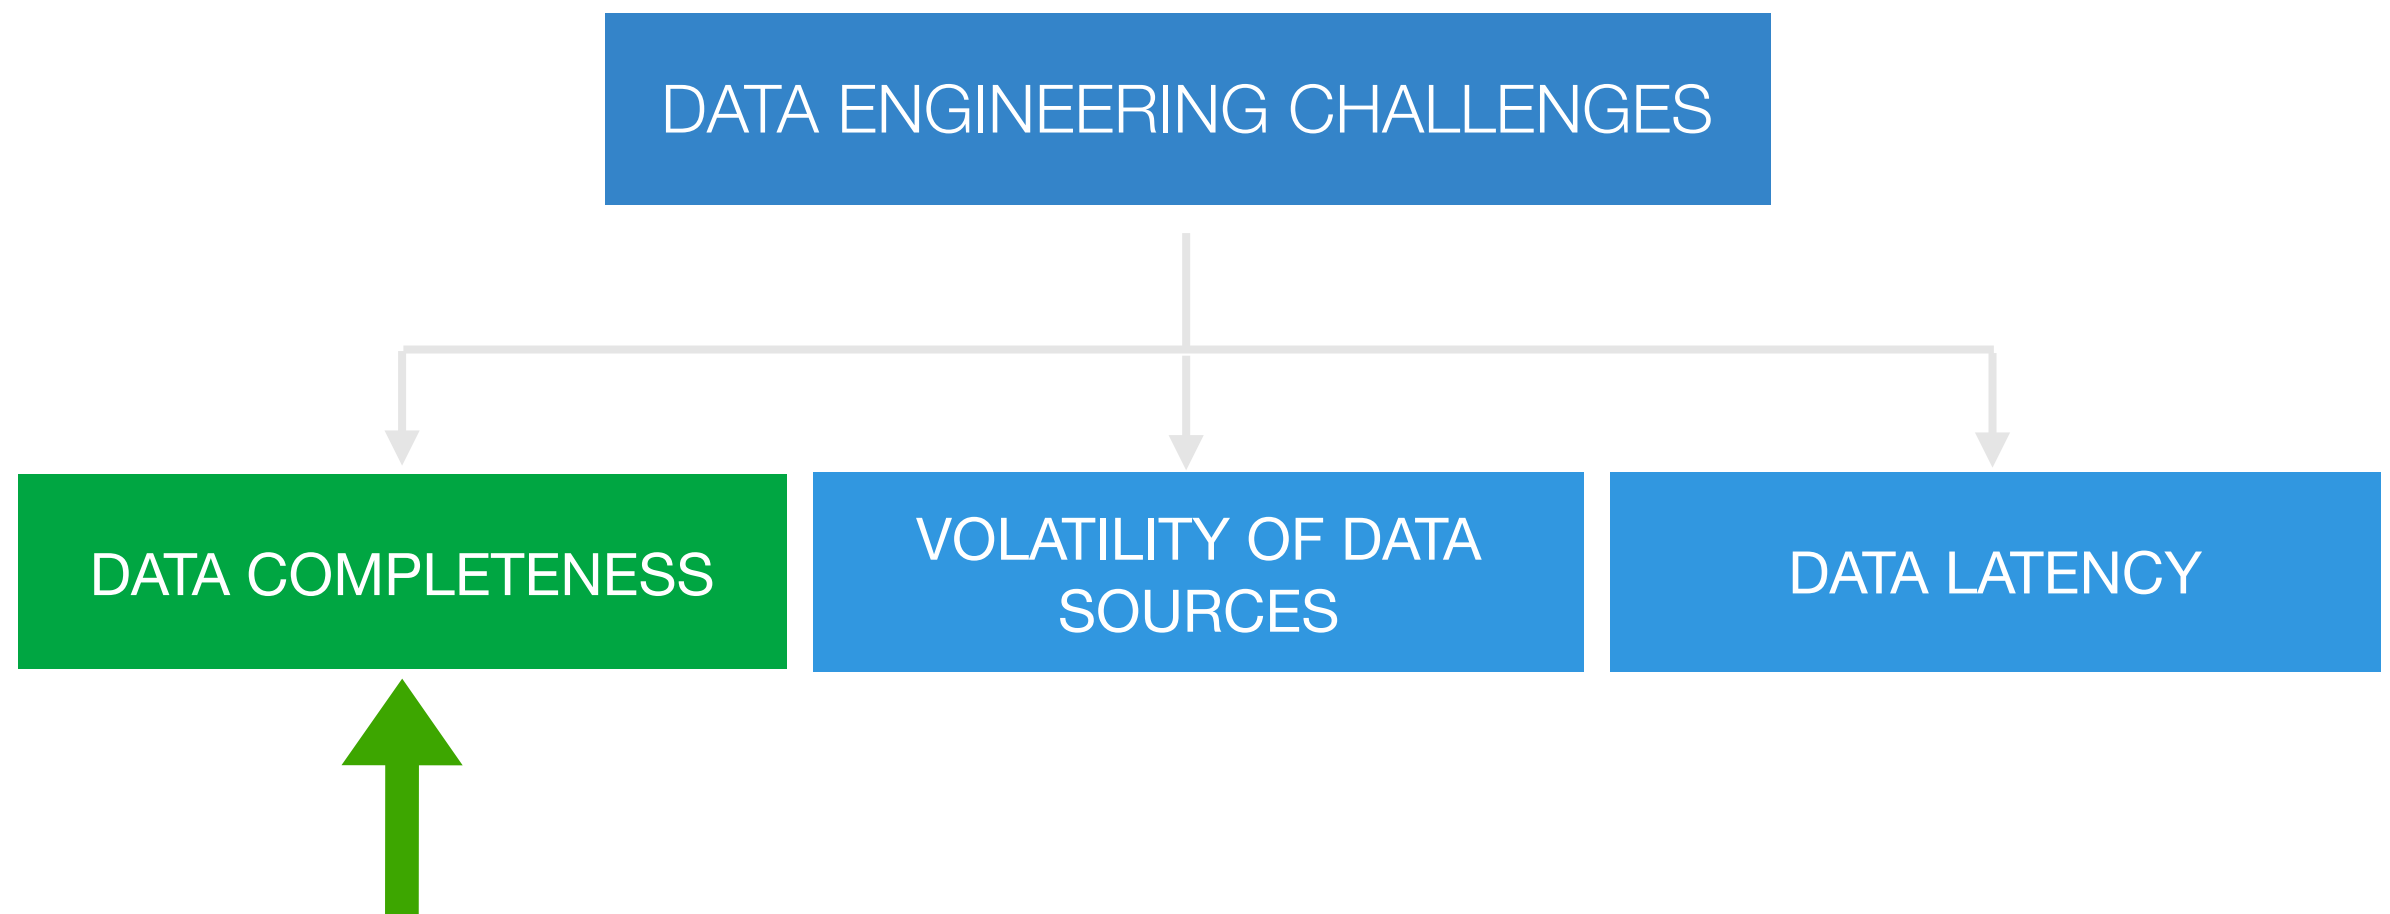 DATA ENGINEERING CHALLENGES
DATA COMPLETENESS
VOLATILITY OF DATA
SOURCES
DATA LATENCY